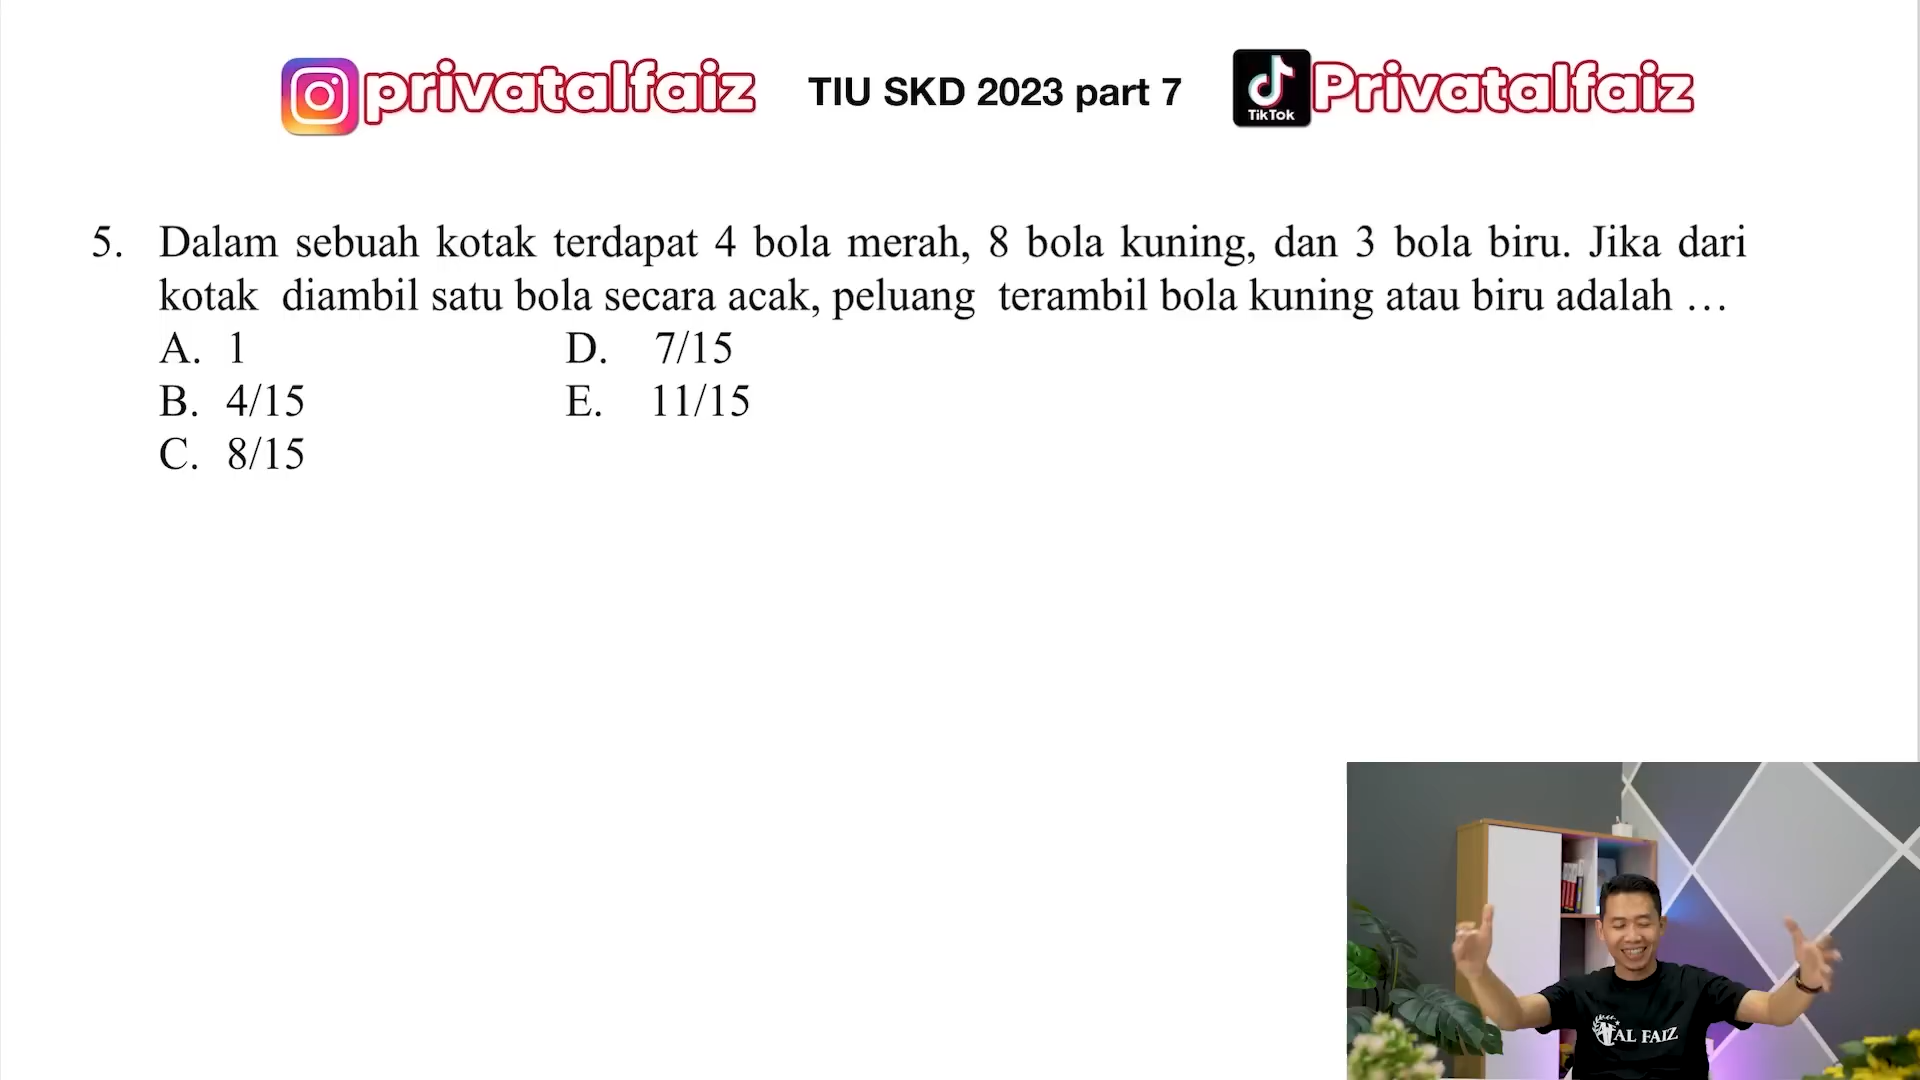 privatalfaiz TIU SKD 2023 part 7 TikTok Privatalfaiz
5. Dalam sebuah kotak terdapat 4 bola merah, 8 bola kuning, dan 3 bola biru. Jika dari
kotak diambil satu bola secara acak, peluang terambil bola kuning atau biru adalah …
A. 1 D. 7/15
B. 4/15 E. 11/15
C. 8/15
AL FAIZ